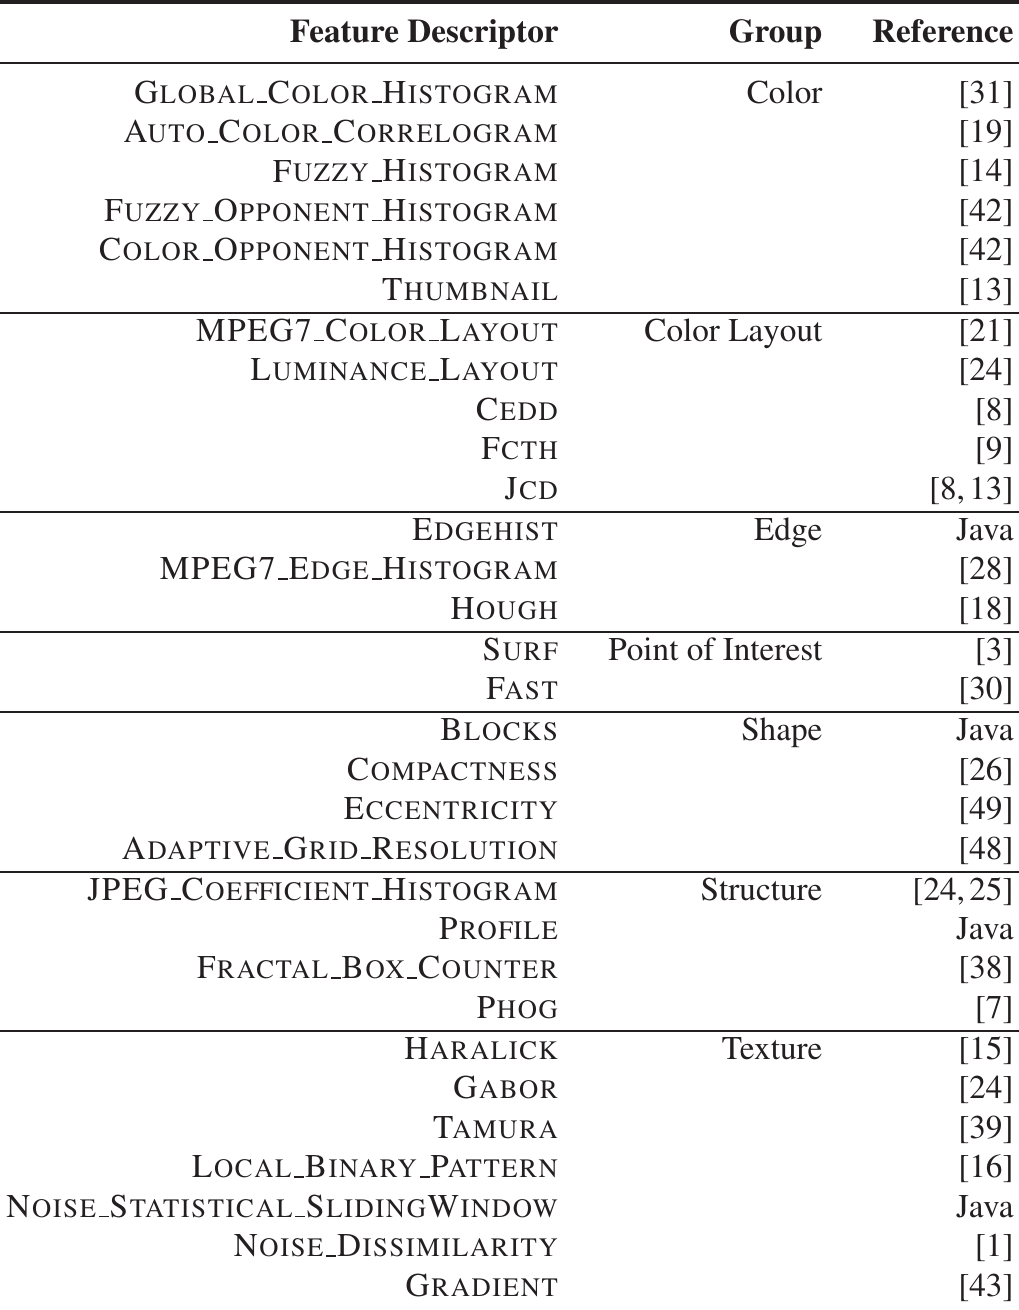 Feature Descriptor Group Reference
GLOBAL_COLOR_HISTOGRAM Color [31]
AUTO_COLOR_CORRELOGRAM [19]
FUZZY_HISTOGRAM [14]
FUZZY_OPPONENT_HISTOGRAM [42]
COLOR_OPPONENT_HISTOGRAM [42]
THUMBNAIL [13]
MPEG7_COLOR_LAYOUT Color Layout [21]
LUMINANCE_LAYOUT [24]
CEDD [8]
FCTH [9]
JCD [8, 13]
EDGEHIST Edge Java
MPEG7_EDGE_HISTOGRAM [28]
HOUGH [18]
SURF Point of Interest [3]
FAST [30]
BLOCKS Shape Java
COMPACTNESS [26]
ECCENTRICITY [49]
ADAPTIVE_GRID_RESOLUTION [48]
JPEG_COEFFICIENT_HISTOGRAM Structure [24, 25]
PROFILE Java
FRACTAL_BOX_COUNTER [38]
PHOG [7]
HARALICK Texture [15]
GABOR [24]
TAMURA [39]
LOCAL_BINARY_PATTERN [16]
NOISE_STATISTICAL_SLIDINGWINDOW Java
NOISE_DISSIMILARITY [1]
GRADIENT [43]